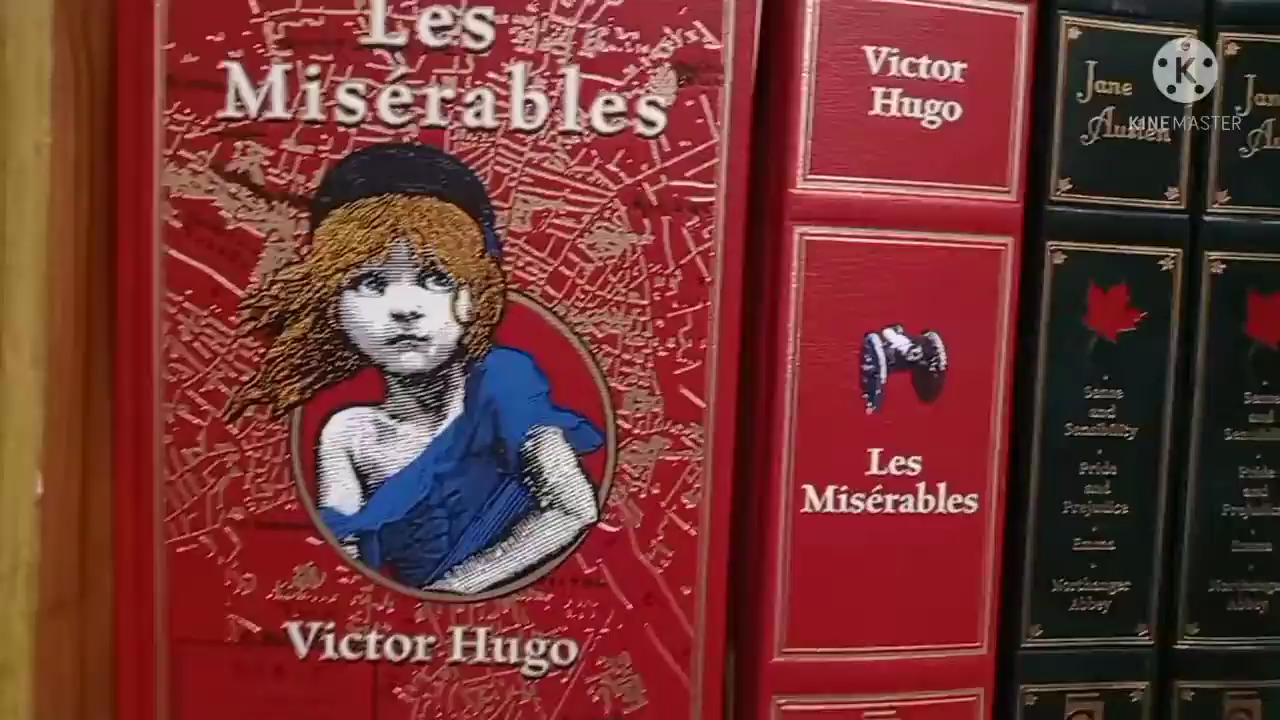 Les
Misérables
Victor Hugo
Victor
Hugo
Les
Misérables
Jane
Austen
Sense
and
Sensibility
Pride
and
Prejudice
Emma
Northanger
Abbey
KINEMASTER